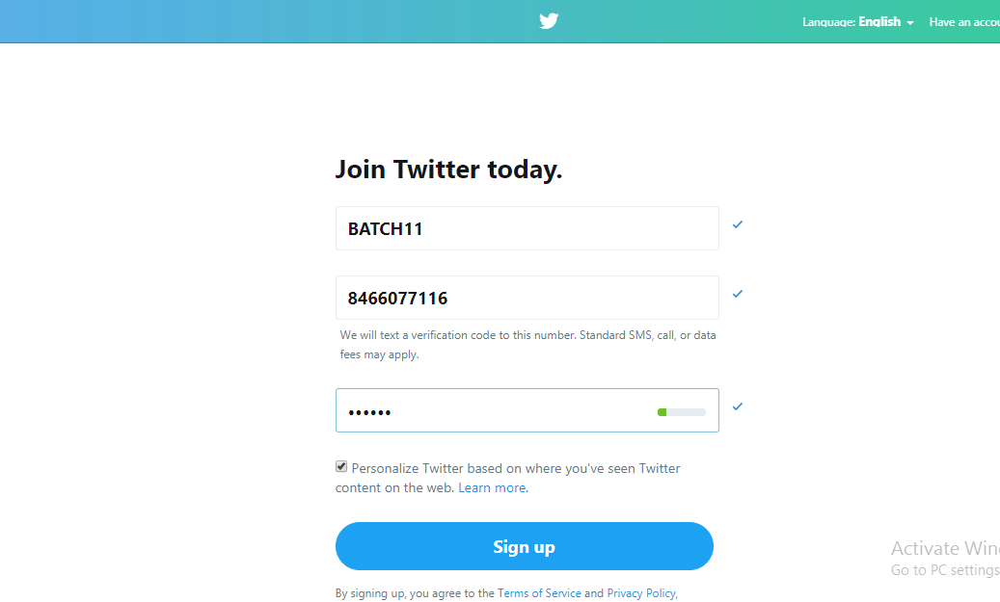 Language: English Have an
Join Twitter today.
BATCH11
8466077116
We will text a verification code to this number. Standard SMS, call, or data
fees may apply.
••••••
Personalize Twitter based on where you've seen Twitter
content on the web. Learn more.
Sign up
Activate
Go to PC settings
By signing up, you agree to the Terms of Service and Privacy Policy,